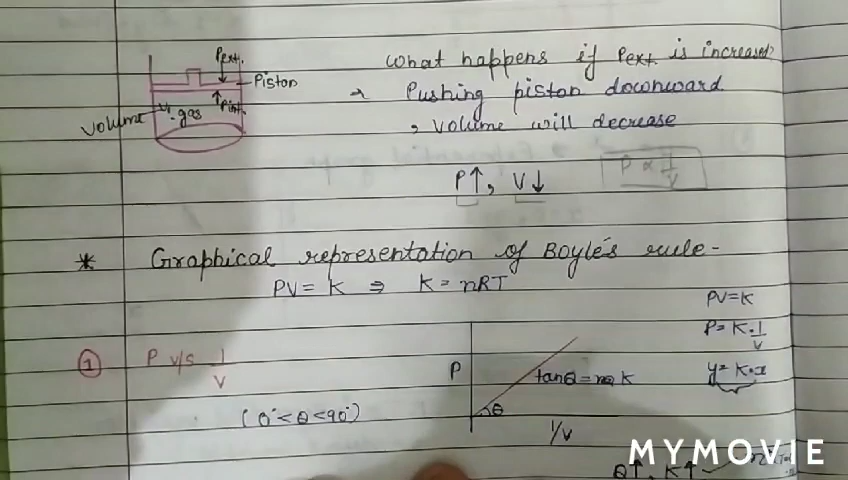 Pext.
Piston
Pint.
gas
volume
What happens if Pext. is increased?
Pushing piston downward
volume will decrease
P↑, V↓
P ∝ 1/V
* Graphical representation of Boyle's rule-
PV = K ⇒ K = nRT
① P v/s 1/V
(0° < θ < 90°)
P
tanθ = K
θ
1/V
PV=K
P= K·1/V
y= K·x
θ↑, K↑
MYMOVIE